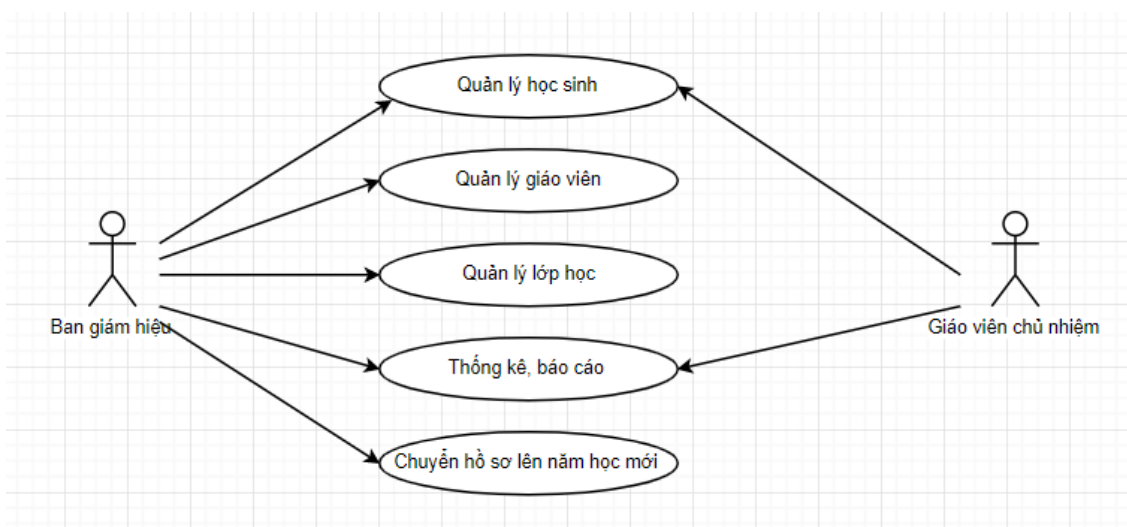 Quản lý học sinh
Quản lý giáo viên
Quản lý lớp học
Ban giám hiệu
Giáo viên chủ nhiệm
Thống kê, báo cáo
Chuyển hồ sơ lên năm học mới